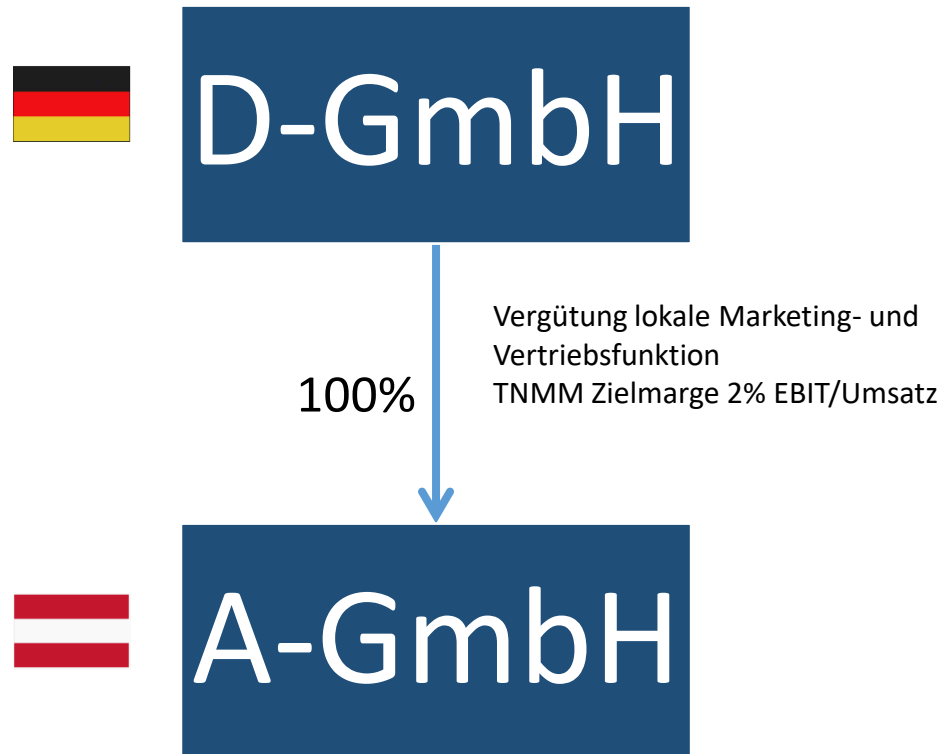 D-GmbH
Vergütung lokale Marketing- und
Vertriebsfunktion
TNMM Zielmarge 2% EBIT/Umsatz
100%
A-GmbH